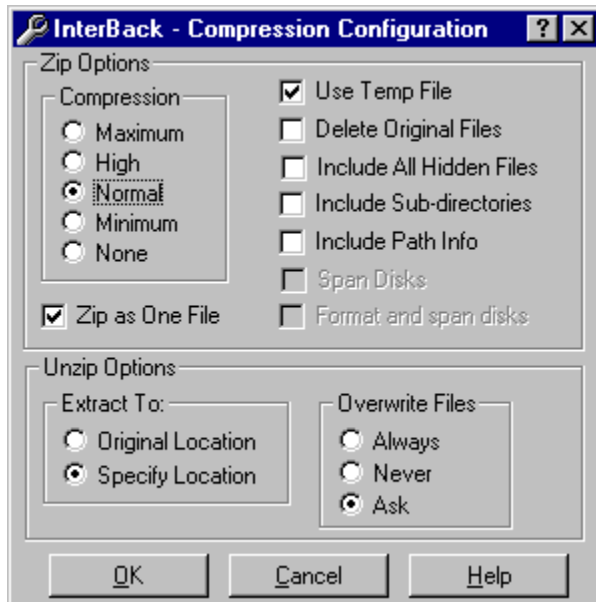 InterBack - Compression Configuration
Zip Options
Compression
Maximum
High
Normal
Minimum
None
Zip as One File
Use Temp File
Delete Original Files
Include All Hidden Files
Include Sub-directories
Include Path Info
Span Disks
Format and span disks
Unzip Options
Extract To:
Original Location
Specify Location
Overwrite Files
Always
Never
Ask
OK
Cancel
Help